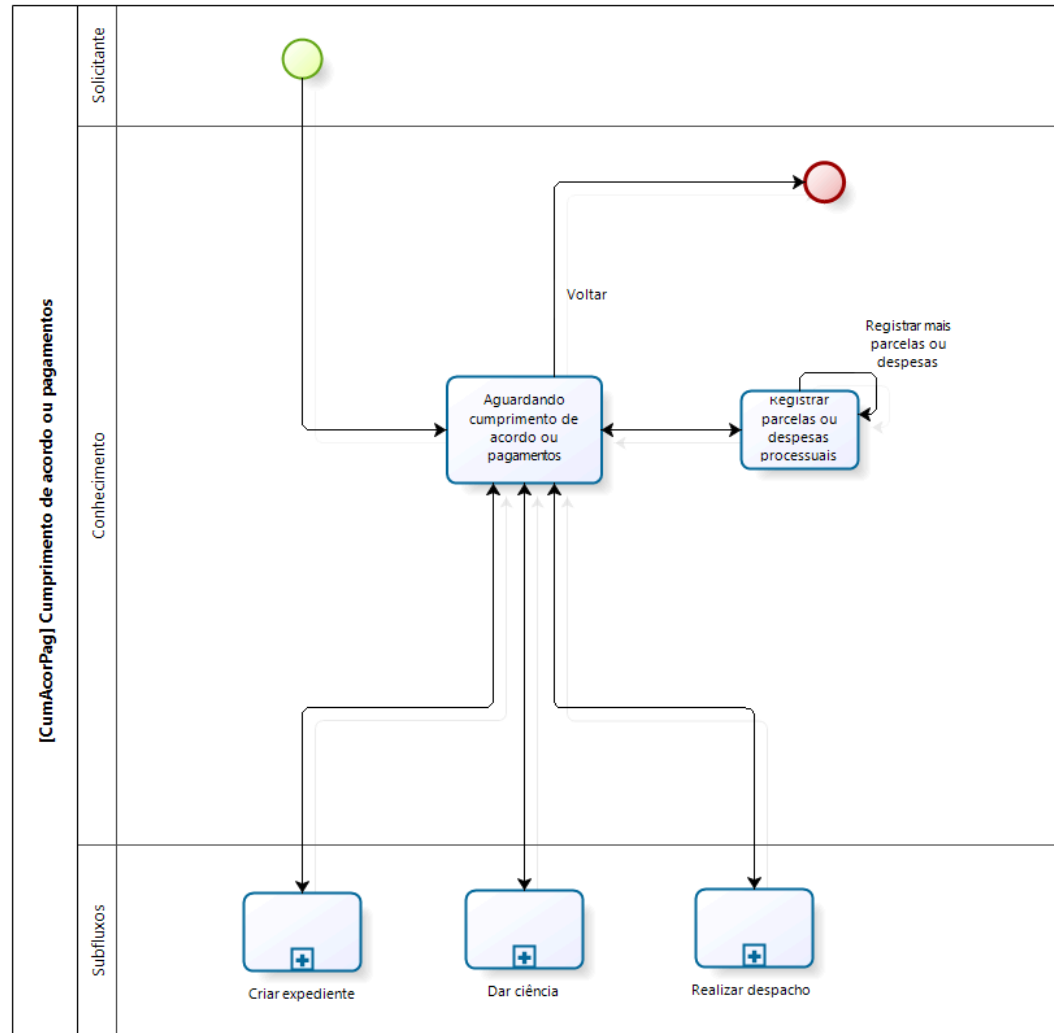 [CumAcorPag] Cumprimento de acordo ou pagamentos
Solicitante
Conhecimento
Voltar
Registrar mais
parcelas ou
despesas
Aguardando
cumprimento de
acordo ou
pagamentos
Registrar
parcelas ou
despesas
processuais
Subfluxos
Criar expediente
Dar ciência
Realizar despacho